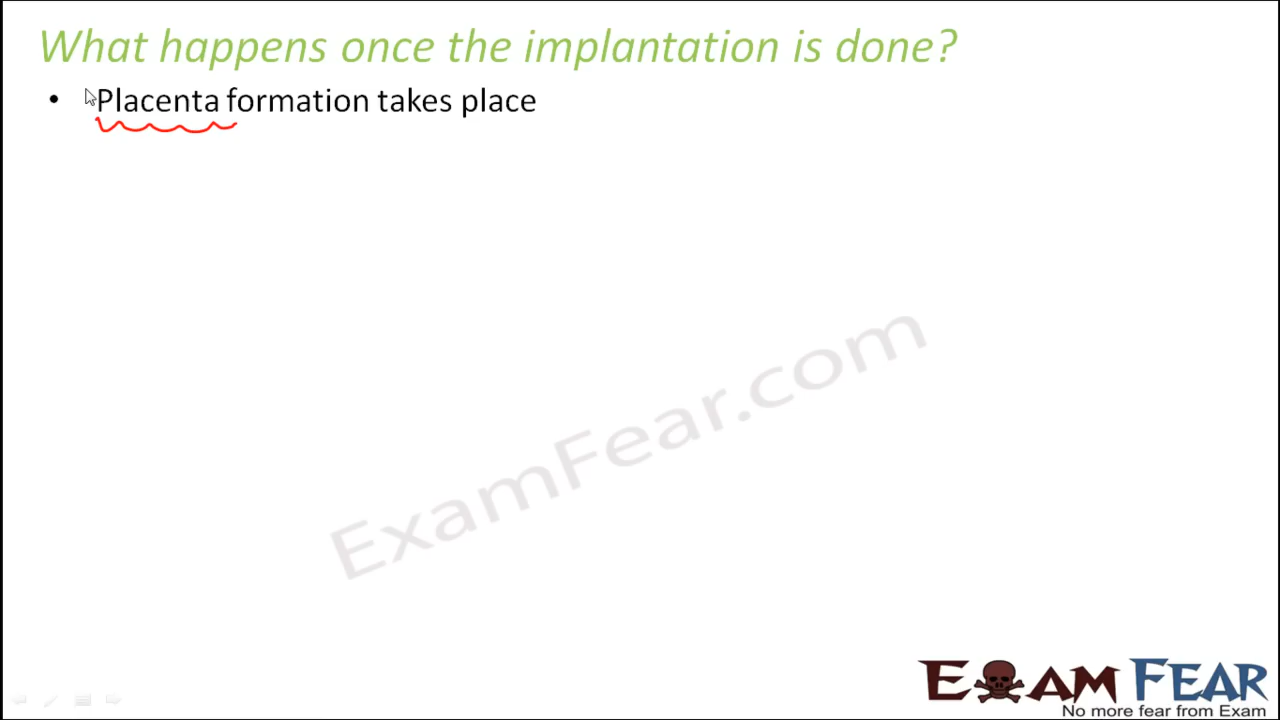 What happens once the implantation is done?
• Placenta formation takes place
ExamFear.com
EXAM FEAR
No more fear from Exam